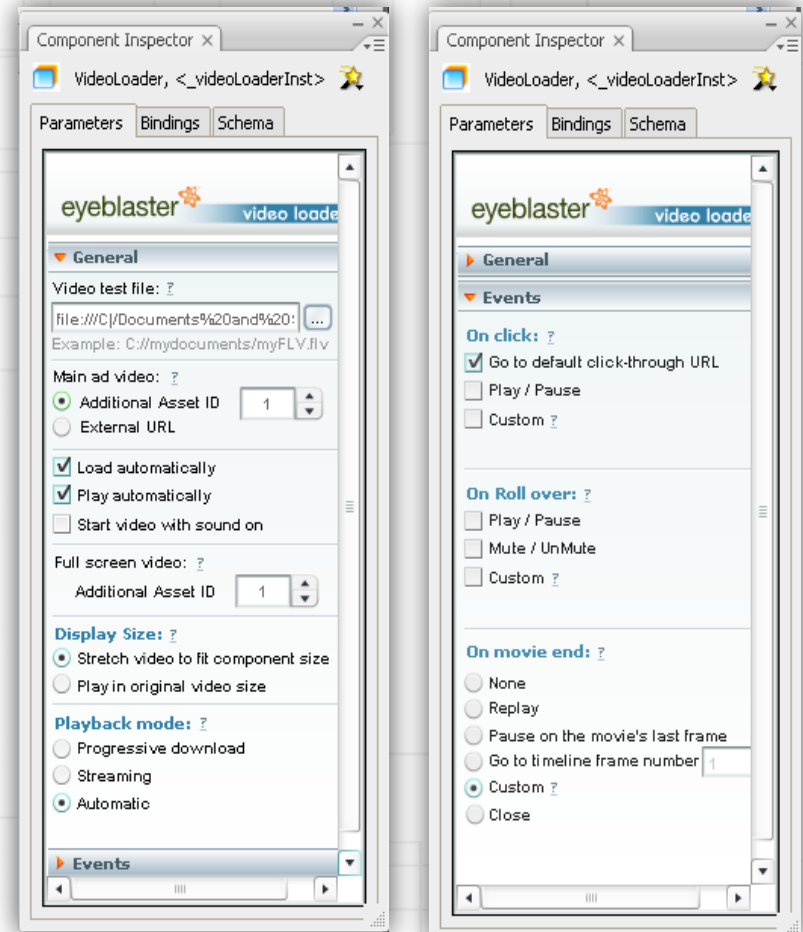 Component Inspector ×
VideoLoader, <_videoLoaderInst>
Parameters Bindings Schema
eyeblaster
video loade
General
Video test file: ?
file:///C|/Documents%20and%20:
...
Example: C://mydocuments/myFLV.flv
Main ad video: ?
Additional Asset ID 1
External URL
Load automatically
Play automatically
Start video with sound on
Full screen video: ?
Additional Asset ID 1
Display Size: ?
Stretch video to fit component size
Play in original video size
Playback mode: ?
Progressive download
Streaming
Automatic
Events
Component Inspector ×
VideoLoader, <_videoLoaderInst>
Parameters Bindings Schema
eyeblaster
video loade
General
Events
On click: ?
Go to default click-through URL
Play / Pause
Custom ?
On Roll over: ?
Play / Pause
Mute / UnMute
Custom ?
On movie end: ?
None
Replay
Pause on the movie's last frame
Go to timeline frame number 1
Custom ?
Close